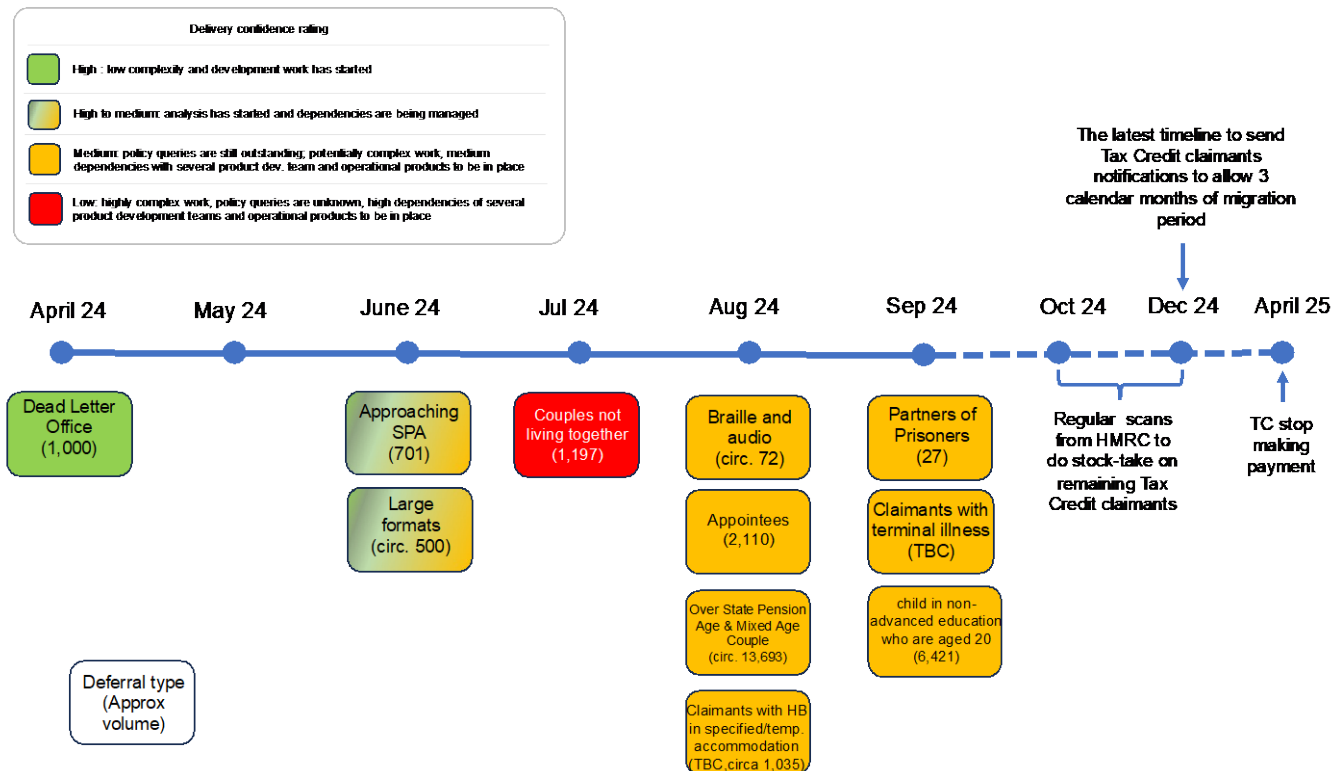 Delivery confidence rating
High : low complexity and development work has started
High to medium: analysis has started and dependencies are being managed
Medium: policy queries are still outstanding; potentially complex work, medium
dependencies with several product dev. team and operational products to be in place
Low: highly complex work, policy queries are unknown, high dependencies of several
product development teams and operational products to be in place
The latest timeline to send
Tax Credit claimants
notifications to allow 3
calendar months of migration
period
April 24
May 24
June 24
Jul 24
Aug 24
Sep 24
Oct 24
Dec 24
April 25
Dead Letter
Office
(1,000)
Approaching
SPA
(701)
Large
formats
(circ. 500)
Couples not
living together
(1,197)
Braille and
audio
(circ. 72)
Appointees
(2,110)
Over State Pension
Age & Mixed Age
Couple
(circ. 13,693)
Claimants with HB
in specified/temp.
accommodation
(TBC,circa 1,035)
Partners of
Prisoners
(27)
Claimants with
terminal illness
(TBC)
child in non-
advanced education
who are aged 20
(6,421)
Regular scans
from HMRC to
do stock-take on
remaining Tax
Credit claimants
TC stop
making
payment
Deferral type
(Approx
volume)